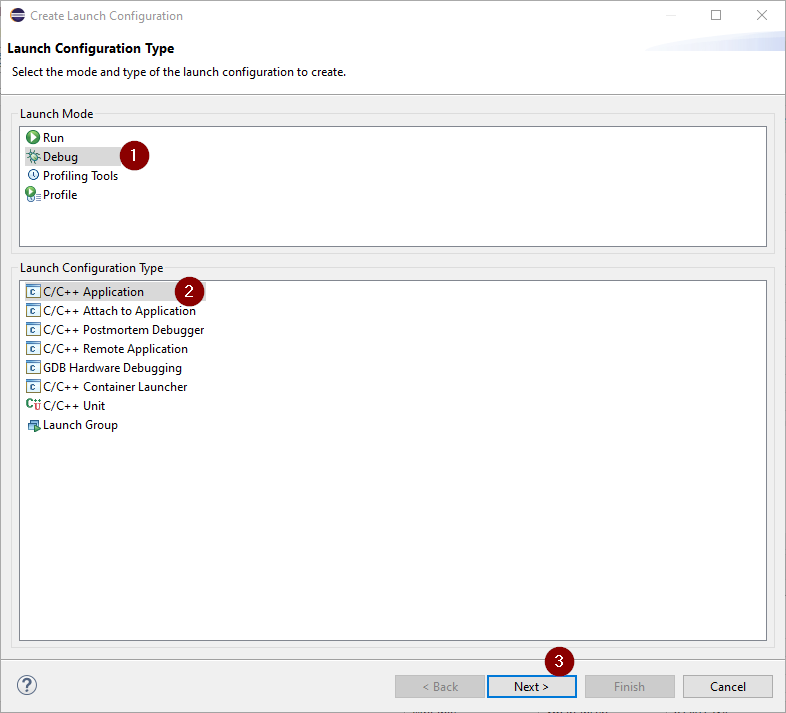 Create Launch Configuration
Launch Configuration Type
Select the mode and type of the launch configuration to create.
Launch Mode
Run
Debug 1
Profiling Tools
Profile
Launch Configuration Type
C/C++ Application 2
C/C++ Attach to Application
C/C++ Postmortem Debugger
C/C++ Remote Application
GDB Hardware Debugging
C/C++ Container Launcher
C/C++ Unit
Launch Group
3
? < Back Next > Finish Cancel